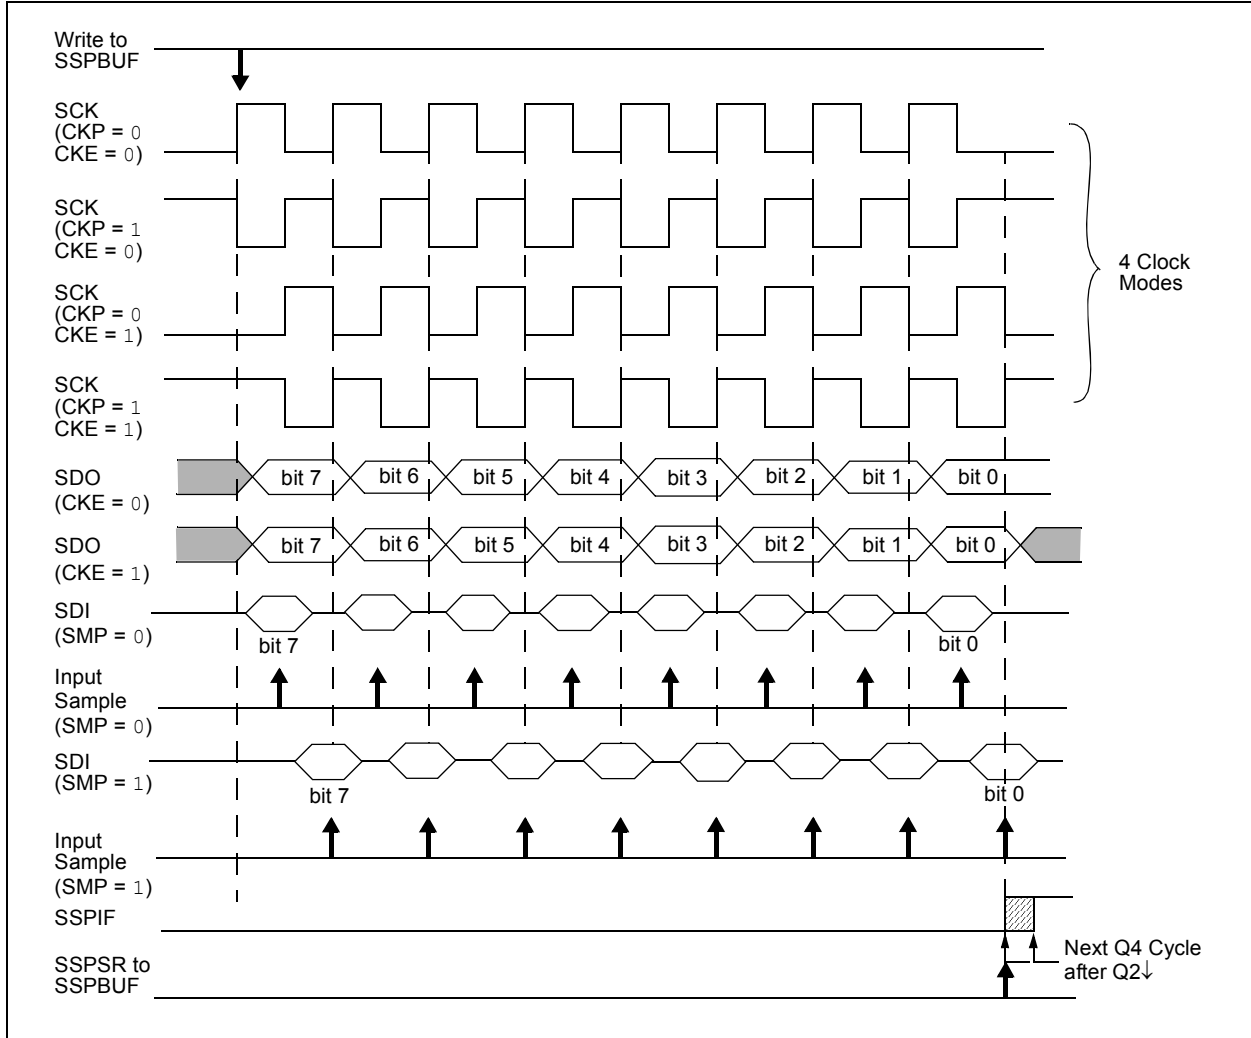 Write to
SSPBUF
SCK
(CKP = 0
CKE = 0)
SCK
(CKP = 1
CKE = 0)
4 Clock
Modes
SCK
(CKP = 0
CKE = 1)
SCK
(CKP = 1
CKE = 1)
SDO
(CKE = 0)
bit 7 bit 6 bit 5 bit 4 bit 3 bit 2 bit 1 bit 0
SDO
(CKE = 1)
bit 7 bit 6 bit 5 bit 4 bit 3 bit 2 bit 1 bit 0
SDI
(SMP = 0)
bit 7 bit 0
Input
Sample
(SMP = 0)
SDI
(SMP = 1)
bit 7 bit 0
Input
Sample
(SMP = 1)
SSPIF
Next Q4 Cycle
after Q2↓
SSPSR to
SSPBUF